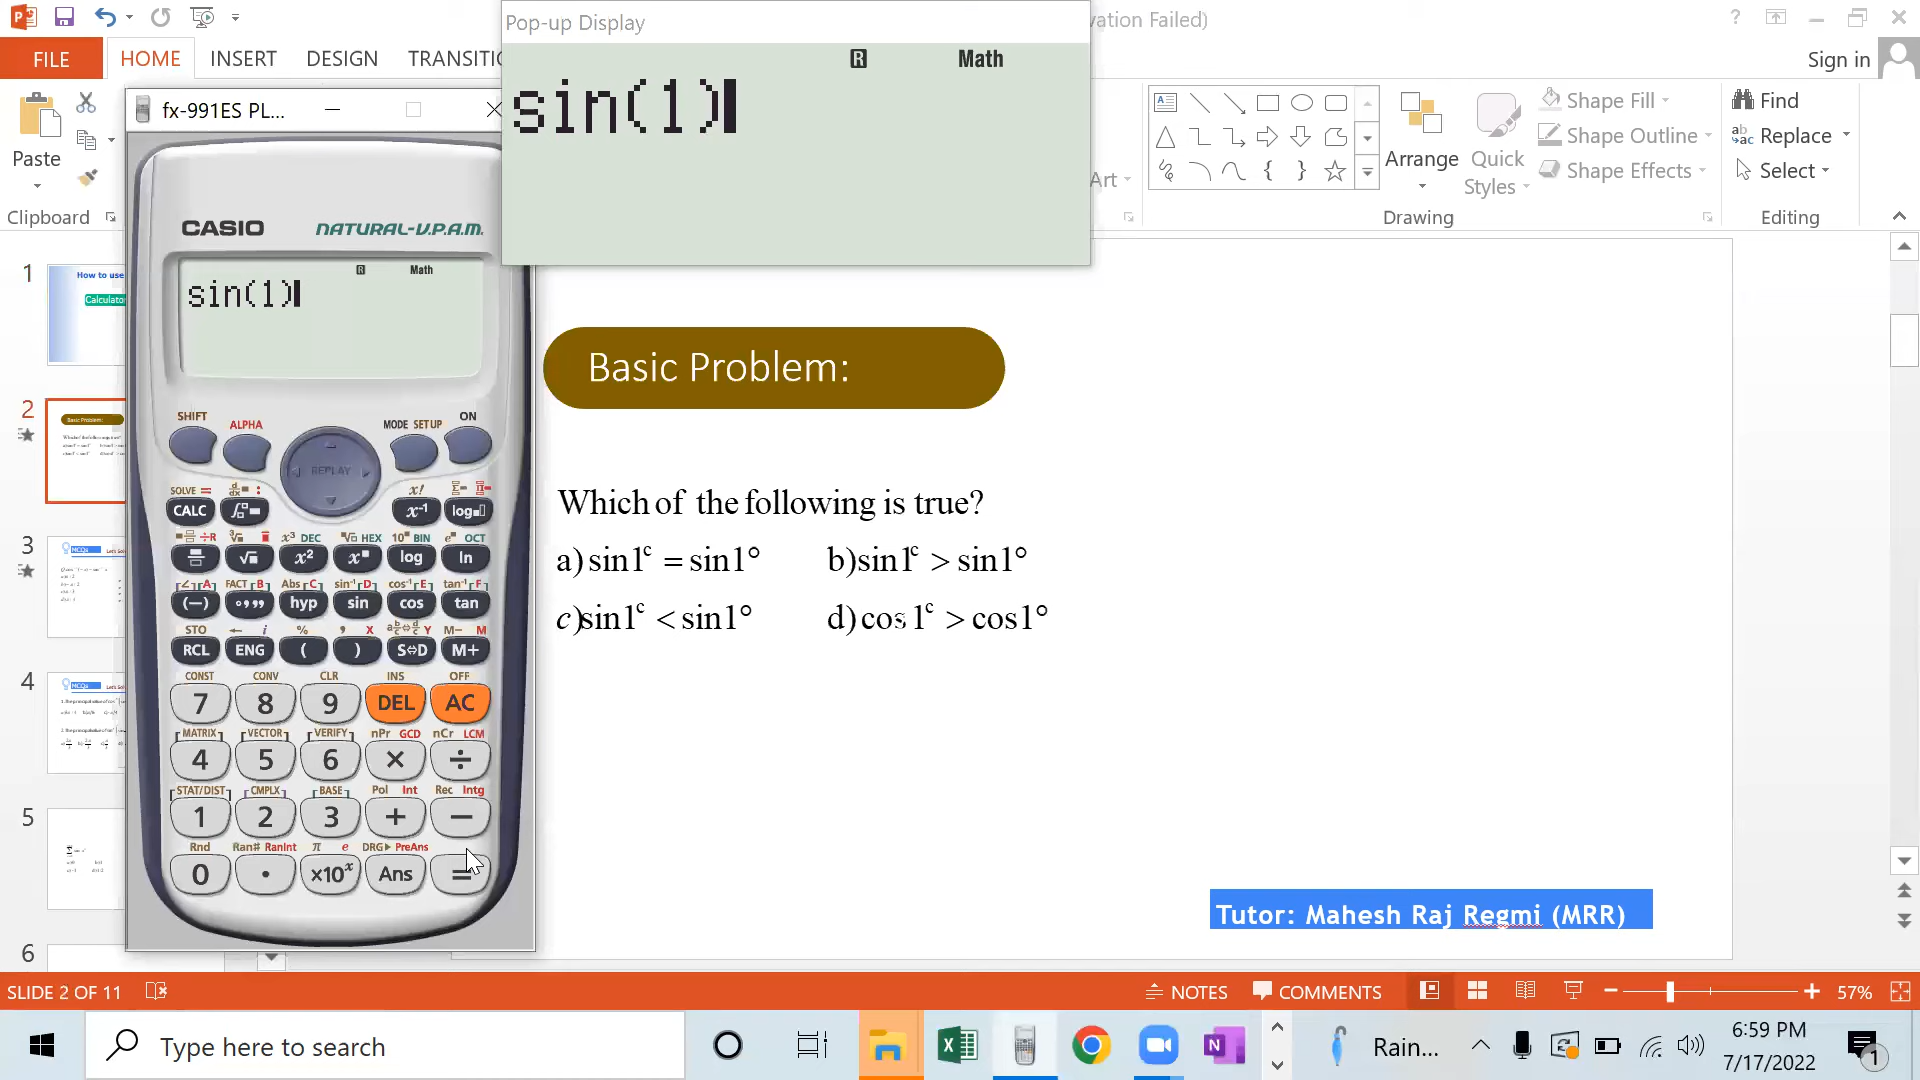 Pop-up Display
vation Failed)
FILE
HOME
INSERT
DESIGN
Sign in
Paste
Clipboard
Art
Arrange
Quick
Styles
Shape Fill
Shape Outline
Shape Effects
Drawing
Find
Replace
Select
Editing
R Math
sin(1)
fx-991ES PL...
CASIO
NATURAL-V.P.A.M.
R Math
sin(1)
SHIFT
ALPHA
REPLAY
MODE SETUP
ON
SOLVE =
CALC
x!
x⁻¹
log
³√ x³ DEC HEX 10 BIN e OCT
√ x² x log ln
∠ A FACT B Abs C sin⁻¹ D cos⁻¹ E tan⁻¹ F
(−) °,,, hyp sin cos tan
STO ← i % , X Y M− M
RCL ENG ( ) S⇔D M+
CONST CONV CLR INS OFF
7 8 9 DEL AC
MATRIX VECTOR VERIFY nPr GCD nCr LCM
4 5 6 × ÷
STAT/DIST CMPLX BASE Pol Int Rec Intg
1 2 3 + −
Rnd Ran# RanInt π e DRG▶ PreAns
0 . ×10ˣ Ans =
1
How to use
Calculator
2
Basic Problem:
3
MCQs
4
MCQs
5
6
Basic Problem:
Which of the following is true?
a) sin1ᶜ = sin1° b)sin1ᶜ > sin1°
c)sin1ᶜ < sin1° d) cos1ᶜ > cos1°
Tutor: Mahesh Raj Regmi (MRR)
SLIDE 2 OF 11
NOTES
COMMENTS
57%
Type here to search
Rain...
6:59 PM
7/17/2022
1